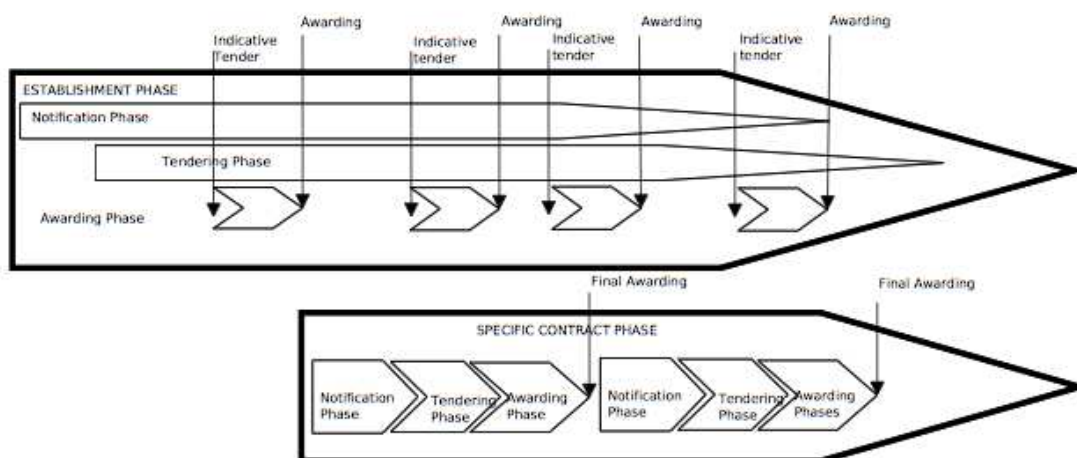 Awarding
Awarding
Awarding
Awarding
Indicative
Tender
Indicative
tender
Indicative
tender
Indicative
tender
ESTABLISHMENT PHASE
Notification Phase
Tendering Phase
Awarding Phase
Final Awarding
Final Awarding
SPECIFIC CONTRACT PHASE
Notification
Phase
Tendering
Phase
Awarding
Phase
Notification
Phase
Tendering
Phase
Awarding
Phases